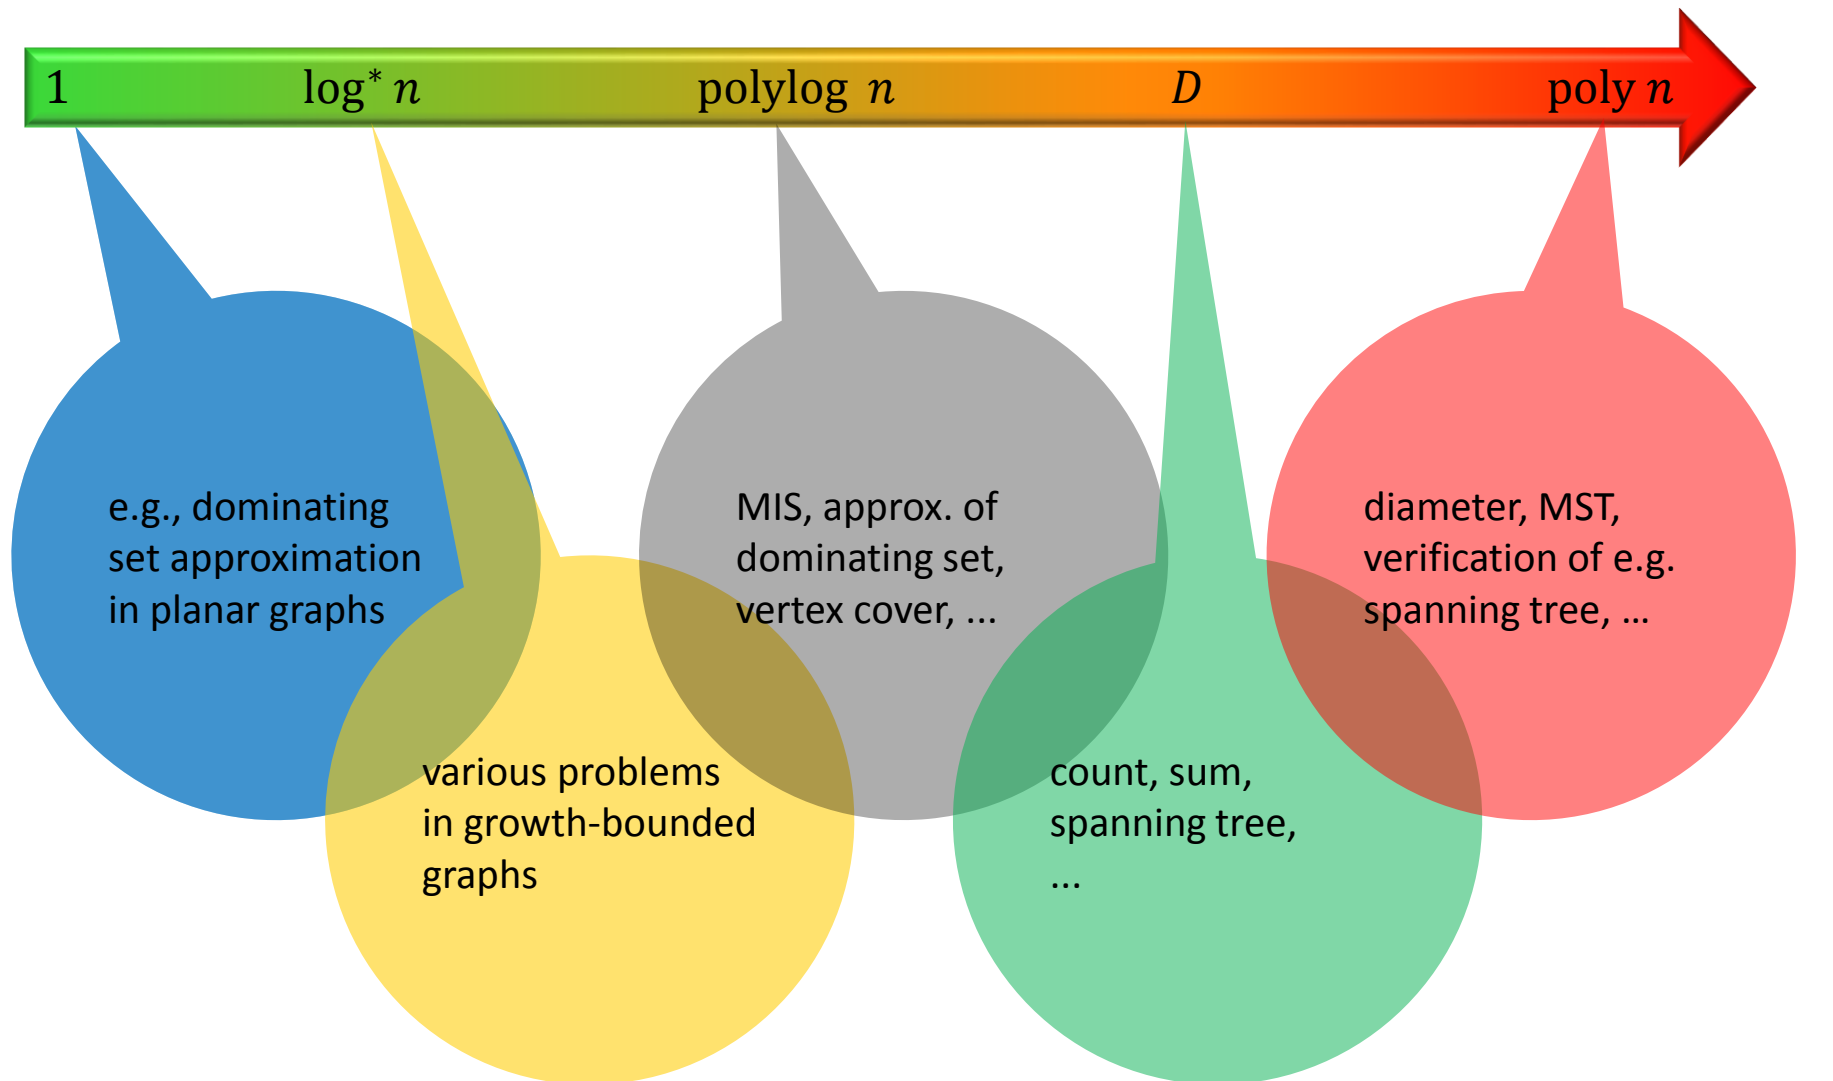 1 log* n polylog n D poly n
e.g., dominating
set approximation
in planar graphs
various problems
in growth-bounded
graphs
MIS, approx. of
dominating set,
vertex cover, ...
count, sum,
spanning tree,
...
diameter, MST,
verification of e.g.
spanning tree, ...